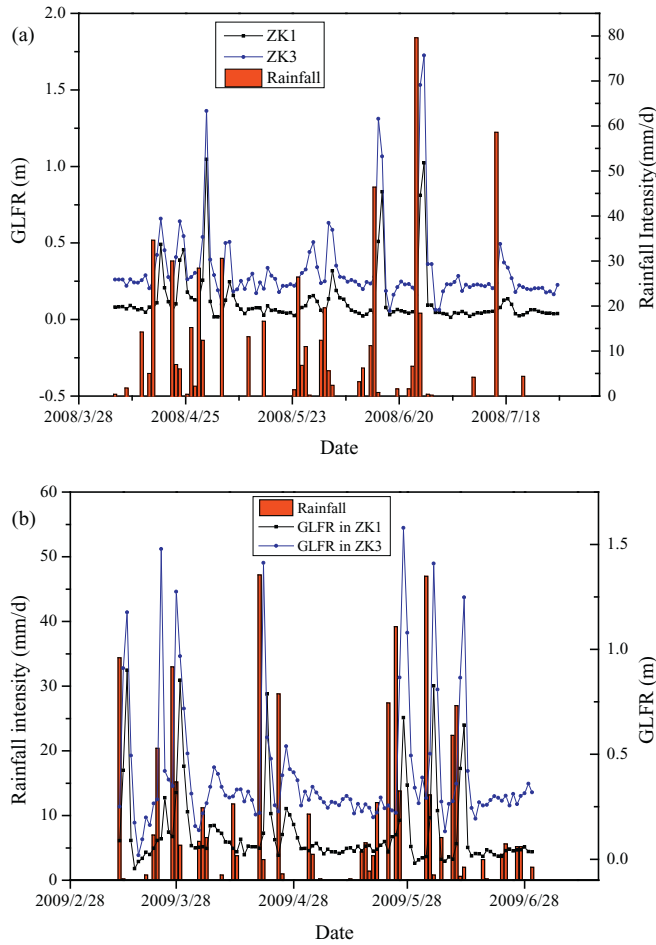 (a)
2.0
1.5
1.0
0.5
0.0
-0.5
GLFR (m)
ZK1
ZK3
Rainfall
80
70
60
50
40
30
20
10
0
Rainfall Intensity(mm/d)
2008/3/28
2008/4/25
2008/5/23
2008/6/20
2008/7/18
Date
(b)
60
50
40
30
20
10
0
Rainfall intensity (mm/d)
Rainfall
GLFR in ZK1
GLFR in ZK3
1.5
1.0
0.5
0.0
GLFR (m)
2009/2/28
2009/3/28
2009/4/28
2009/5/28
2009/6/28
Date